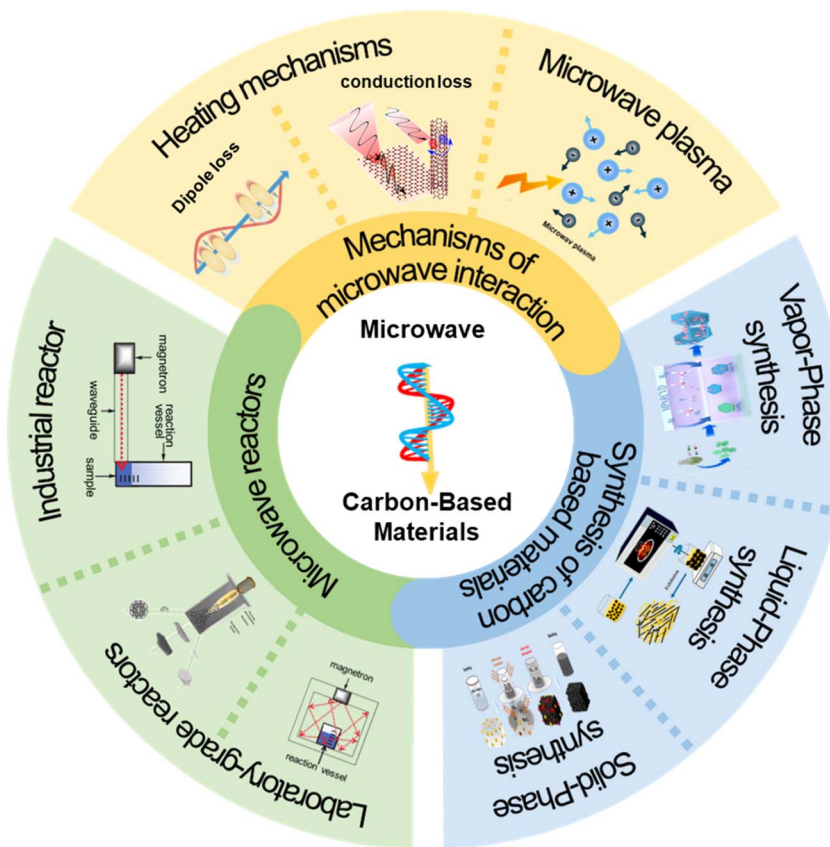 Heating mechanisms
conduction loss
Dipole loss
Microwave plasma
Microwav plasma
Mechanisms of
microwave interaction
Microwave
Carbon-Based
Materials
Vapor-Phase
synthesis
Liquid-Phase
synthesis
Solid-Phase
synthesis
Synthesis of carbon
based materials
Microwave reactors
Industrial reactor
magnetron
waveguide
reaction
vessel
sample
Laboratory-grade reactors
magnetron
reaction vessel